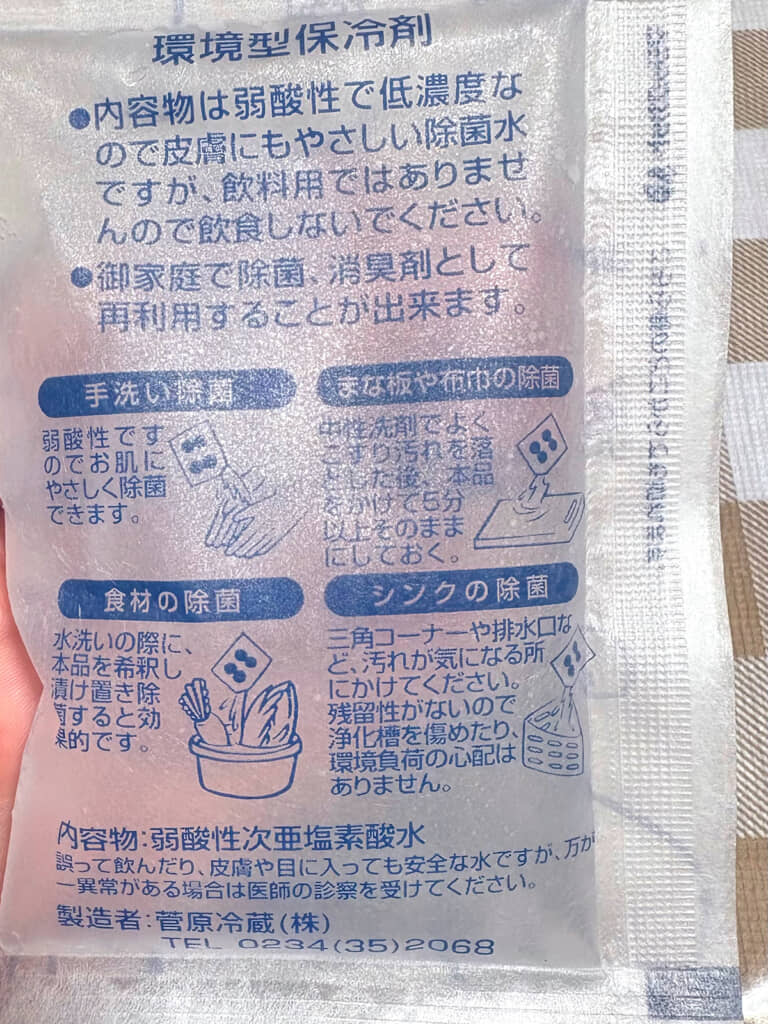 環境型保冷剤
●内容物は弱酸性で低濃度な
ので皮膚にもやさしい除菌水
ですが、飲料用ではありませ
んので飲食しないでください。
●御家庭で除菌、消臭剤として
再利用することが出来ます。
手洗い除菌
弱酸性です
のでお肌に
やさしく除菌
できます。
まな板や布巾の除菌
中性洗剤でよく
こすり汚れを落
とした後、本品
をかけて5分
以上そのまま
にしておく。
食材の除菌
水洗いの際に、
本品を希釈し
漬け置き除
菌すると効
果的です。
シンクの除菌
三角コーナーや排水口な
ど、汚れが気になる所
にかけてください。
残留性がないので
浄化槽を傷めたり、
環境負荷の心配は
ありません。
内容物:弱酸性次亜塩素酸水
誤って飲んだり、皮膚や目に入っても安全な水ですが、万が
一異常がある場合は医師の診察を受けてください。
製造者:菅原冷蔵(株)
TEL 0234(35)2068